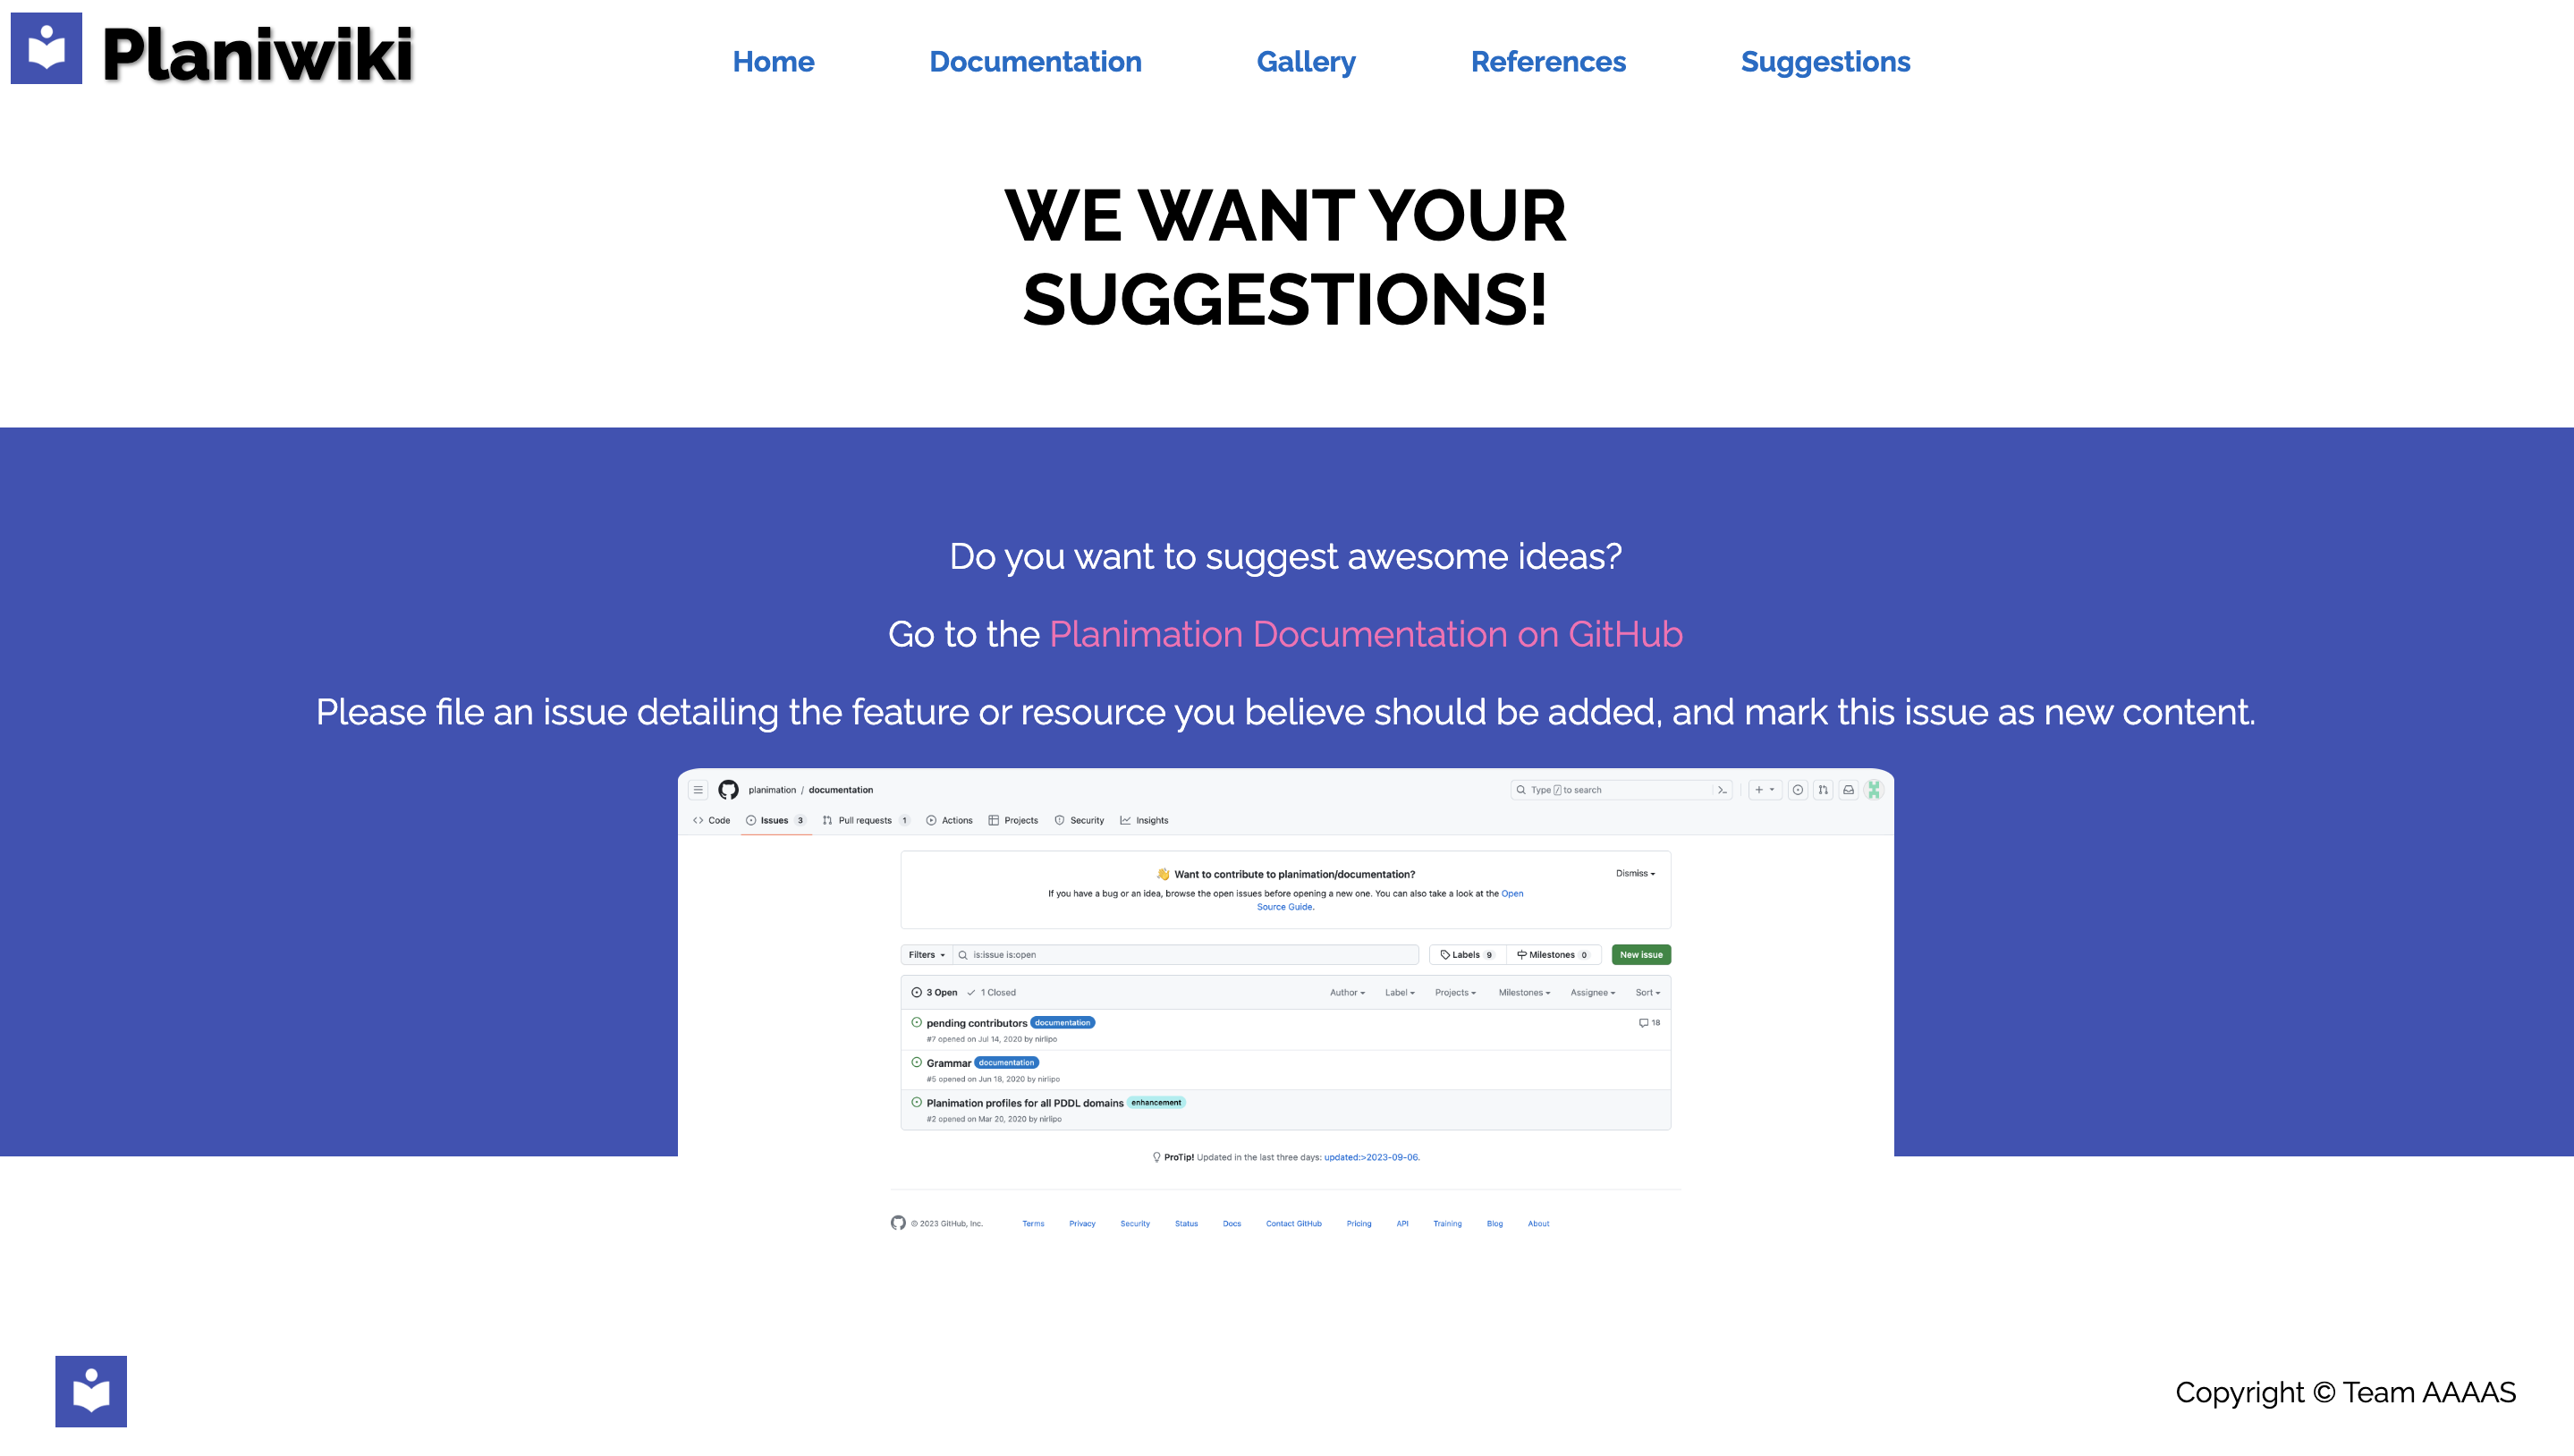 Planiwiki
Home Documentation Gallery References Suggestions
WE WANT YOUR
SUGGESTIONS!
Do you want to suggest awesome ideas?
Go to the Planimation Documentation on GitHub
Please file an issue detailing the feature or resource you believe should be added, and mark this issue as new content.
planimation / documentation
Type / to search
Code Issues 3 Pull requests 1 Actions Projects Security Insights
👋 Want to contribute to planimation/documentation?
Dismiss
If you have a bug or an idea, browse the open issues before opening a new one. You can also take a look at the Open
Source Guide.
Filters is:issue is:open Labels 9 Milestones 0 New issue
3 Open 1 Closed Author Label Projects Milestones Assignee Sort
pending contributors documentation 18
#7 opened on Jul 14, 2020 by nirlipo
Grammar documentation
#5 opened on Jun 18, 2020 by nirlipo
Planimation profiles for all PDDL domains enhancement
#2 opened on Mar 20, 2020 by nirlipo
ProTip! Updated in the last three days: updated:>2023-09-06.
© 2023 GitHub, Inc. Terms Privacy Security Status Docs Contact GitHub Pricing API Training Blog About
Copyright © Team AAAAS